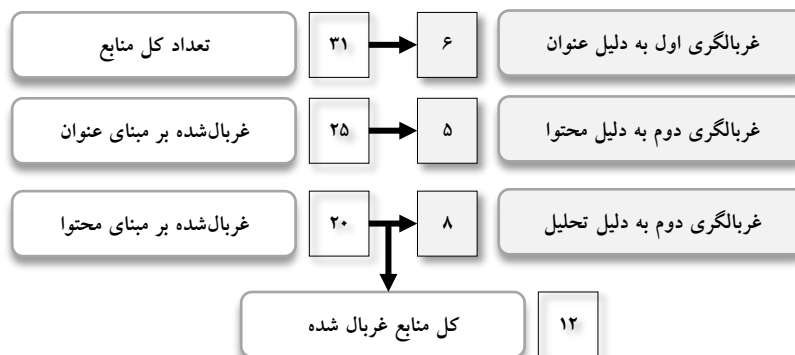 غربالگری اول به دلیل عنوان
۶
۳۱
تعداد کل منابع
غربالگری دوم به دلیل محتوا
۵
۲۵
غربال‌شده بر مبنای عنوان
غربالگری دوم به دلیل تحلیل
۸
۲۰
غربال‌شده بر مبنای محتوا
۱۲
کل منابع غربال شده